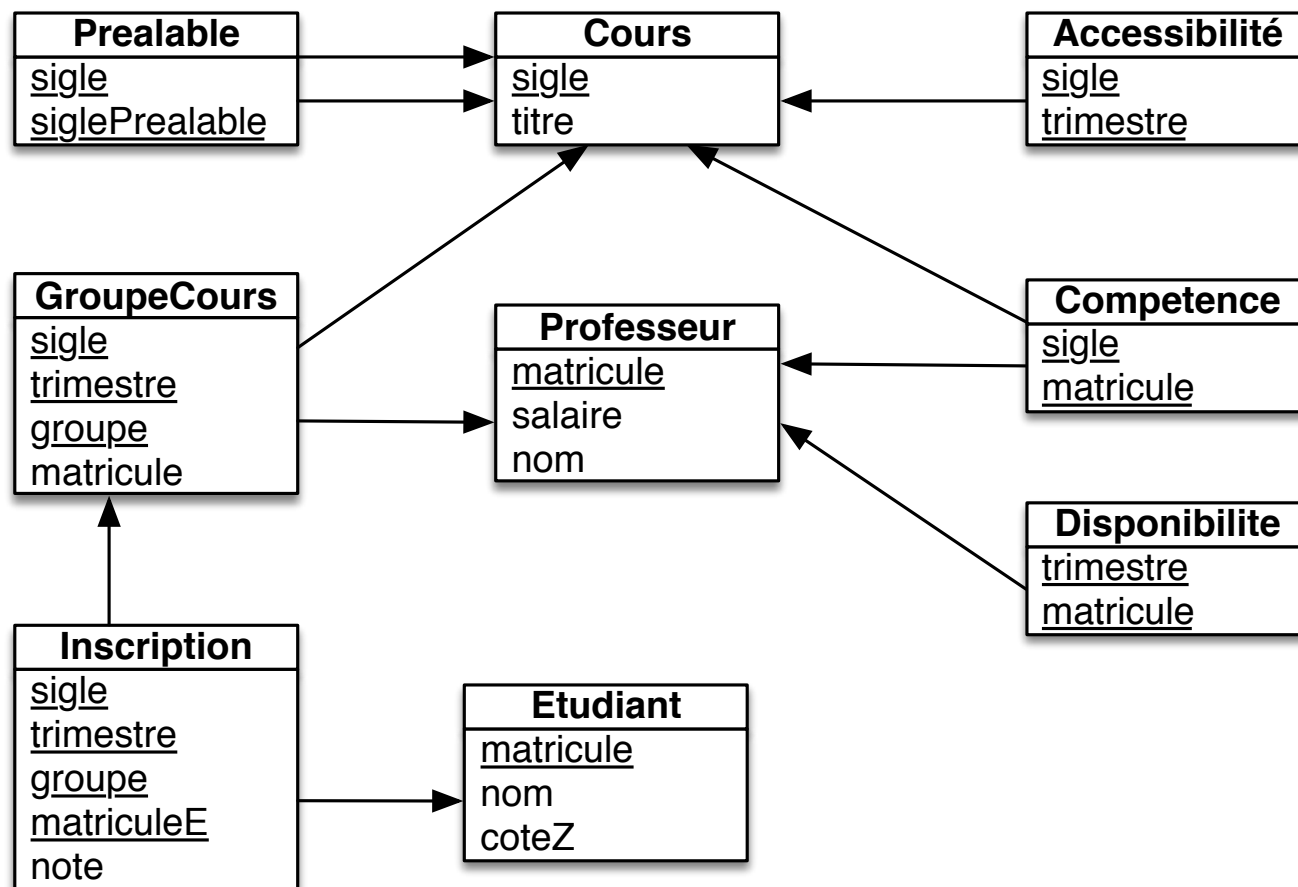 Prealable
sigle
siglePrealable
Cours
sigle
titre
Accessibilité
sigle
trimestre
GroupeCours
sigle
trimestre
groupe
matricule
Professeur
matricule
salaire
nom
Competence
sigle
matricule
Disponibilite
trimestre
matricule
Inscription
sigle
trimestre
groupe
matriculeE
note
Etudiant
matricule
nom
coteZ